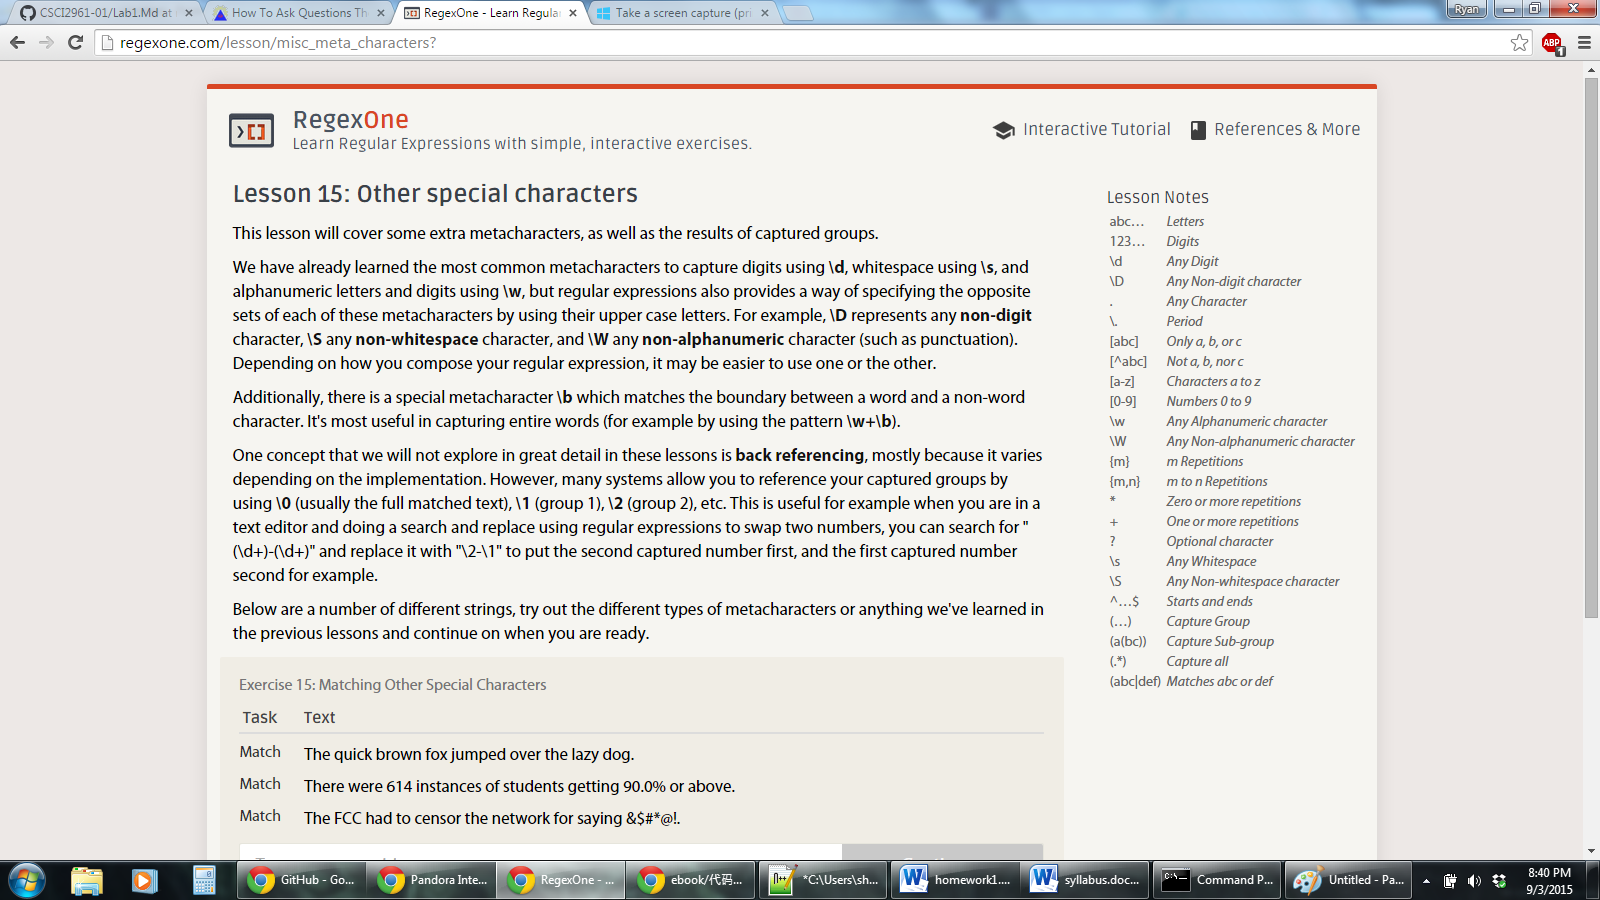 CSCI2961-01/Lab1.Md at
How To Ask Questions Th
RegexOne - Learn Regula
Take a screen capture (pri
Ryan
regexone.com/lesson/misc_meta_characters?
ABP
1
RegexOne
Learn Regular Expressions with simple, interactive exercises.
Interactive Tutorial
References & More
Lesson 15: Other special characters
This lesson will cover some extra metacharacters, as well as the results of captured groups.
We have already learned the most common metacharacters to capture digits using \d, whitespace using \s, and
alphanumeric letters and digits using \w, but regular expressions also provides a way of specifying the opposite
sets of each of these metacharacters by using their upper case letters. For example, \D represents any non-digit
character, \S any non-whitespace character, and \W any non-alphanumeric character (such as punctuation).
Depending on how you compose your regular expression, it may be easier to use one or the other.
Additionally, there is a special metacharacter \b which matches the boundary between a word and a non-word
character. It's most useful in capturing entire words (for example by using the pattern \w+\b).
One concept that we will not explore in great detail in these lessons is back referencing, mostly because it varies
depending on the implementation. However, many systems allow you to reference your captured groups by
using \0 (usually the full matched text), \1 (group 1), \2 (group 2), etc. This is useful for example when you are in a
text editor and doing a search and replace using regular expressions to swap two numbers, you can search for "
(\d+)-(\d+)" and replace it with "\2-\1" to put the second captured number first, and the first captured number
second for example.
Below are a number of different strings, try out the different types of metacharacters or anything we've learned in
the previous lessons and continue on when you are ready.
Exercise 15: Matching Other Special Characters
Task Text
Match The quick brown fox jumped over the lazy dog.
Match There were 614 instances of students getting 90.0% or above.
Match The FCC had to censor the network for saying &$#*@!.
Lesson Notes
abc… Letters
123… Digits
\d Any Digit
\D Any Non-digit character
. Any Character
\. Period
[abc] Only a, b, or c
[^abc] Not a, b, nor c
[a-z] Characters a to z
[0-9] Numbers 0 to 9
\w Any Alphanumeric character
\W Any Non-alphanumeric character
{m} m Repetitions
{m,n} m to n Repetitions
* Zero or more repetitions
+ One or more repetitions
? Optional character
\s Any Whitespace
\S Any Non-whitespace character
^…$ Starts and ends
(…) Capture Group
(a(bc)) Capture Sub-group
(.*) Capture all
(abc|def) Matches abc or def
GitHub - Go...
Pandora Inte...
RegexOne - ...
ebook/代码...
*C:\Users\sh...
homework1....
syllabus.doc...
Command P...
Untitled - Pa...
8:40 PM
9/3/2015